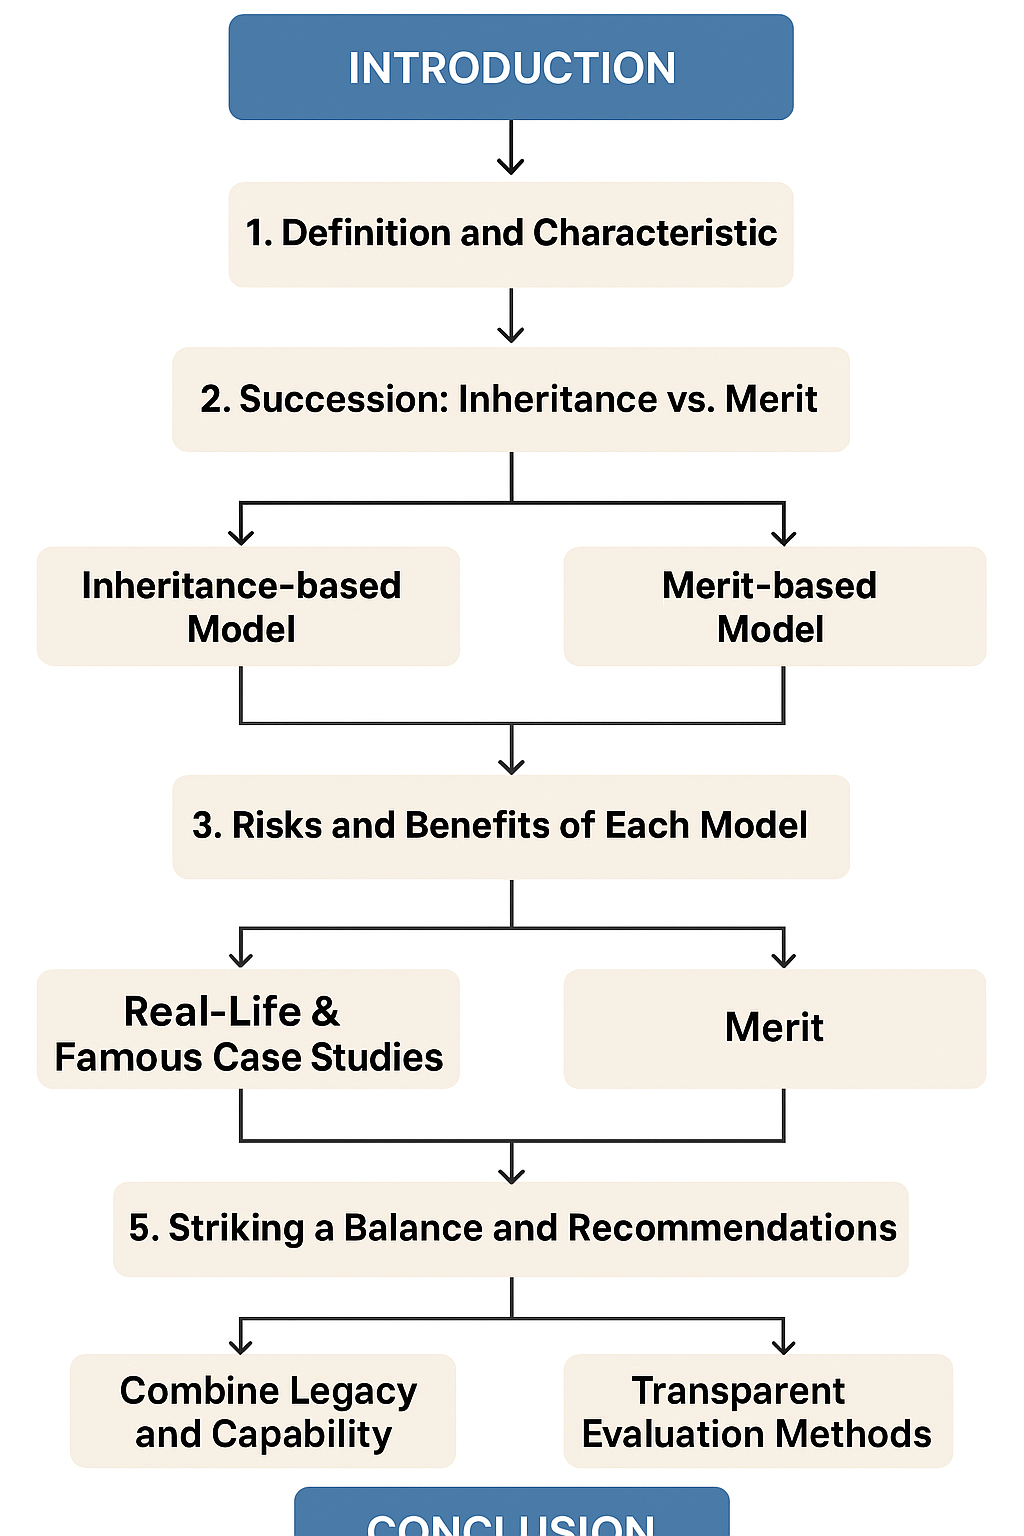 INTRODUCTION
1. Definition and Characteristic
2. Succession: Inheritance vs. Merit
Inheritance-based
Model
Merit-based
Model
3. Risks and Benefits of Each Model
Real-Life &
Famous Case Studies
Merit
5. Striking a Balance and Recommendations
Combine Legacy
and Capability
Transparent
Evaluation Methods
CONCLUSION